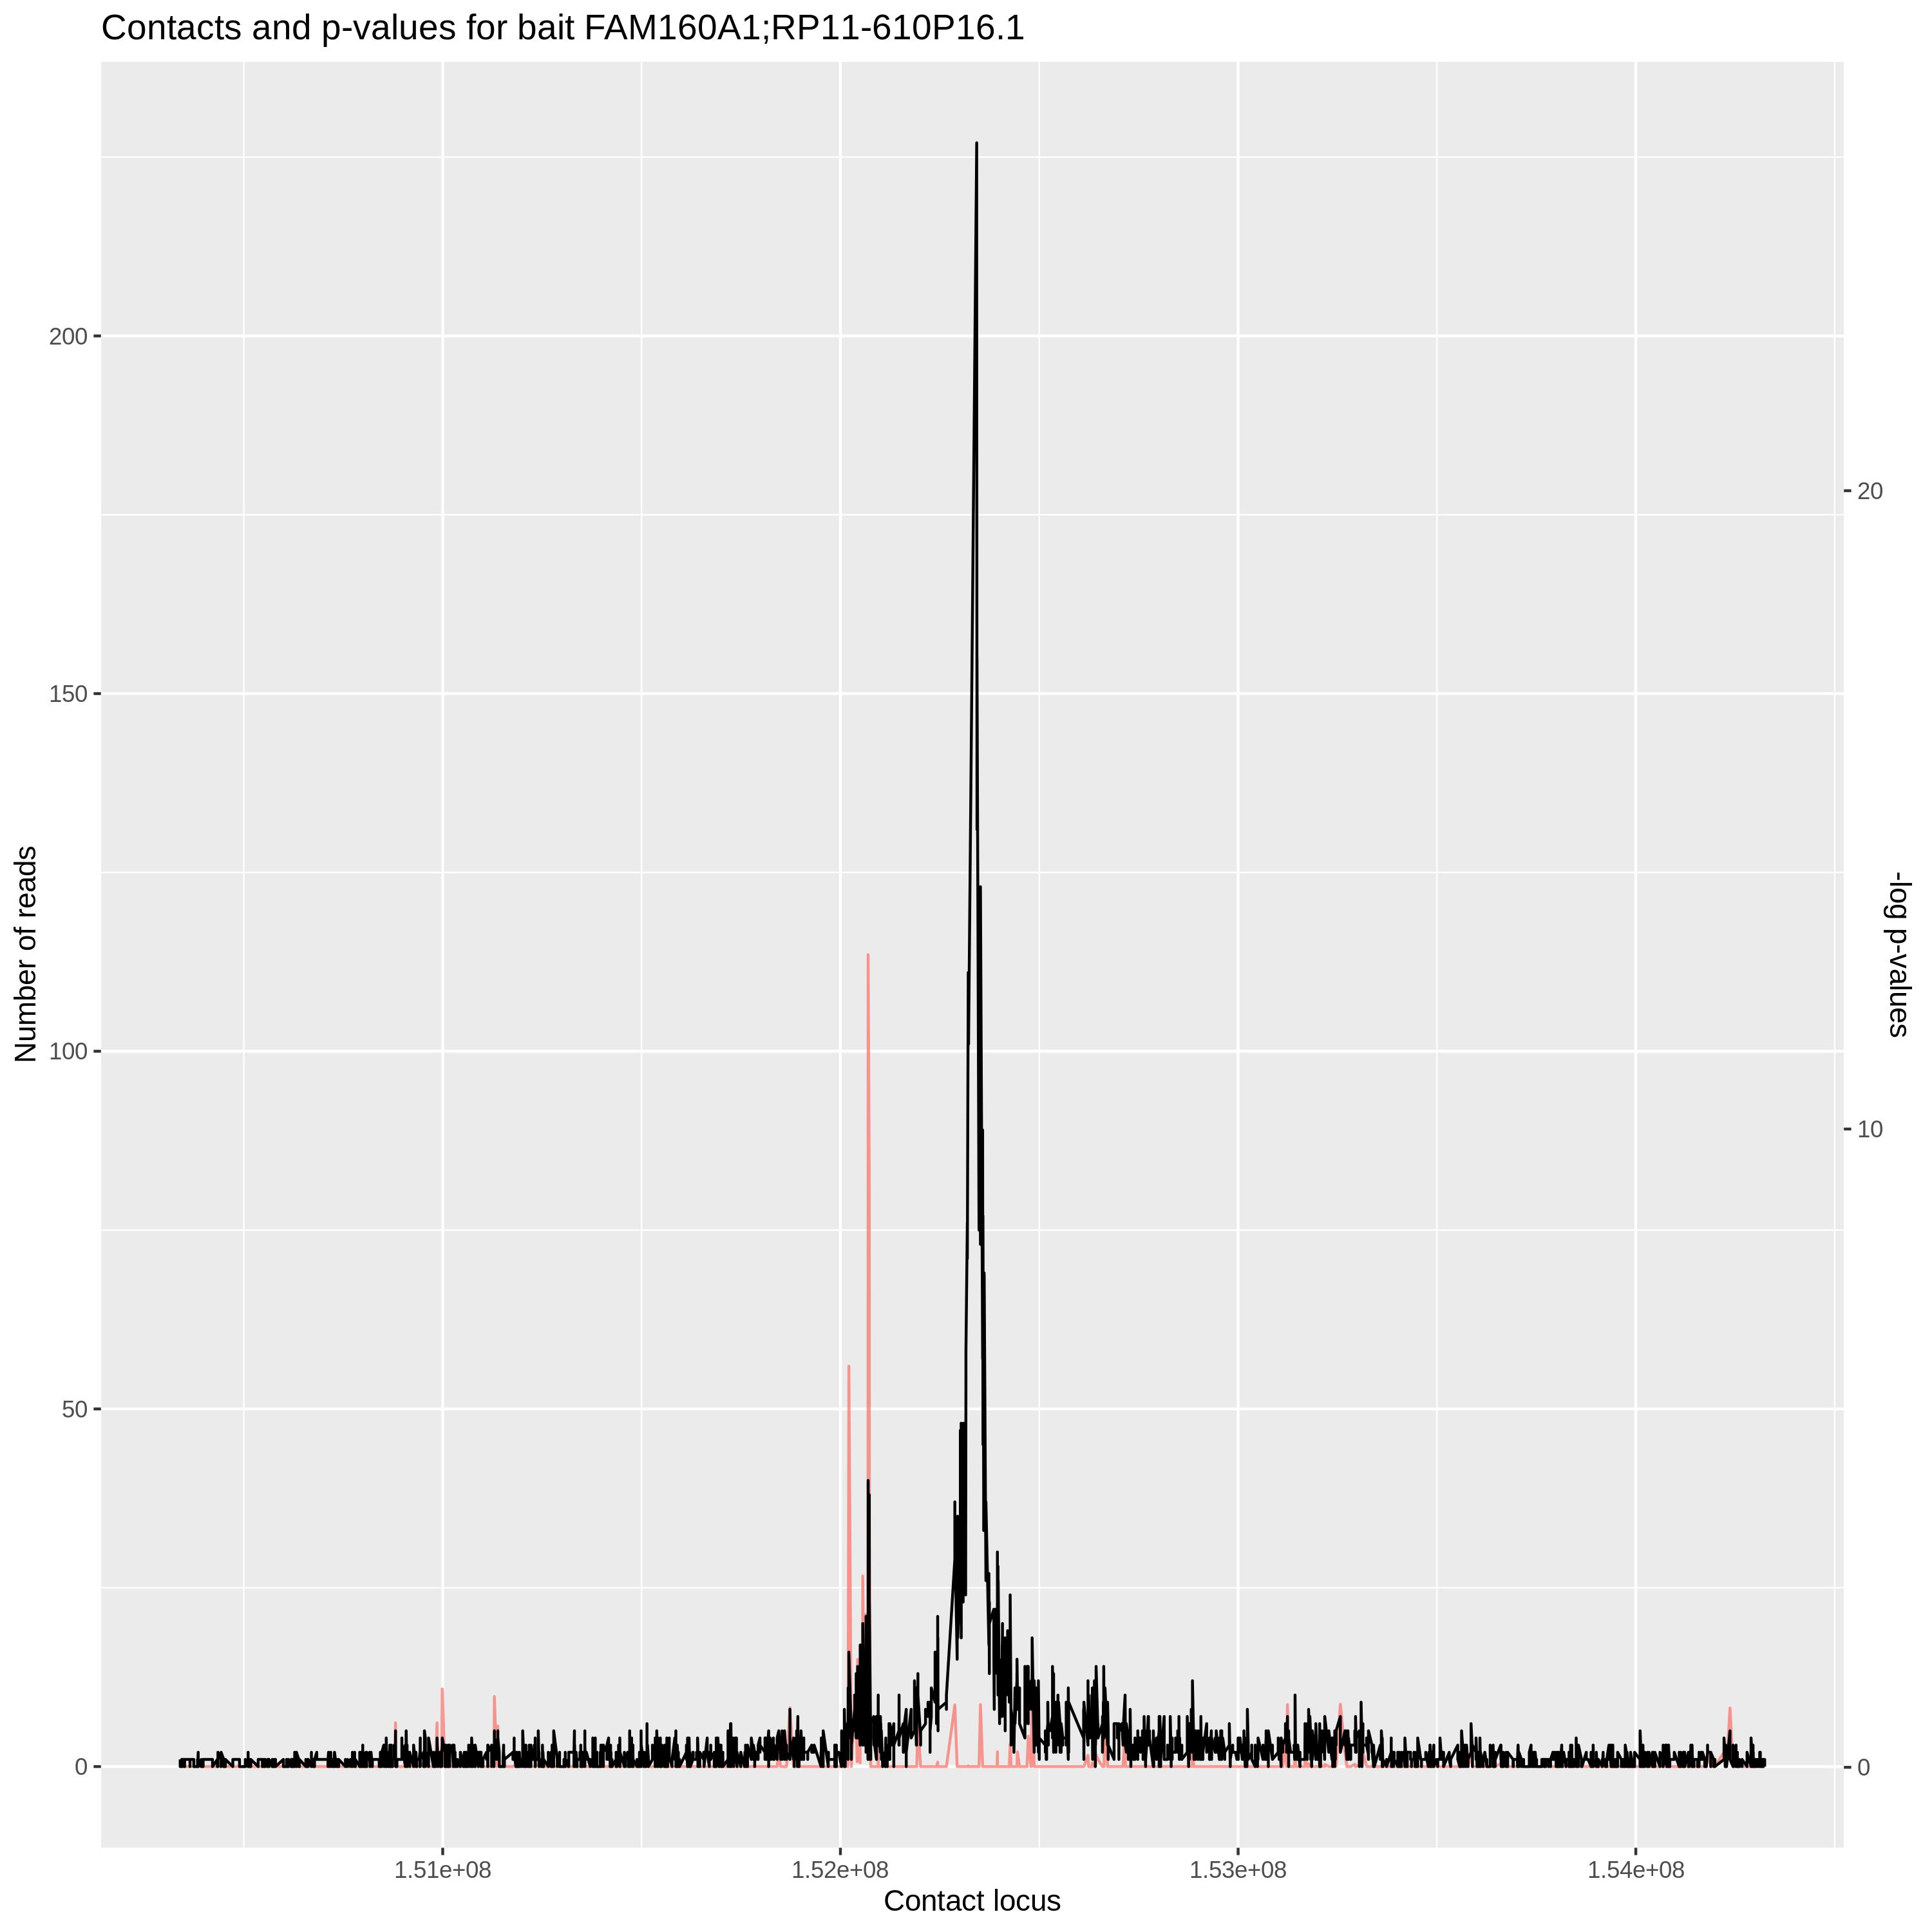 Contacts and p-values for bait FAM160A1;RP11-610P16.1
200
150
100
50
0
Number of reads
20
10
0
-log p-values
1.51e+08
1.52e+08
1.53e+08
1.54e+08
Contact locus